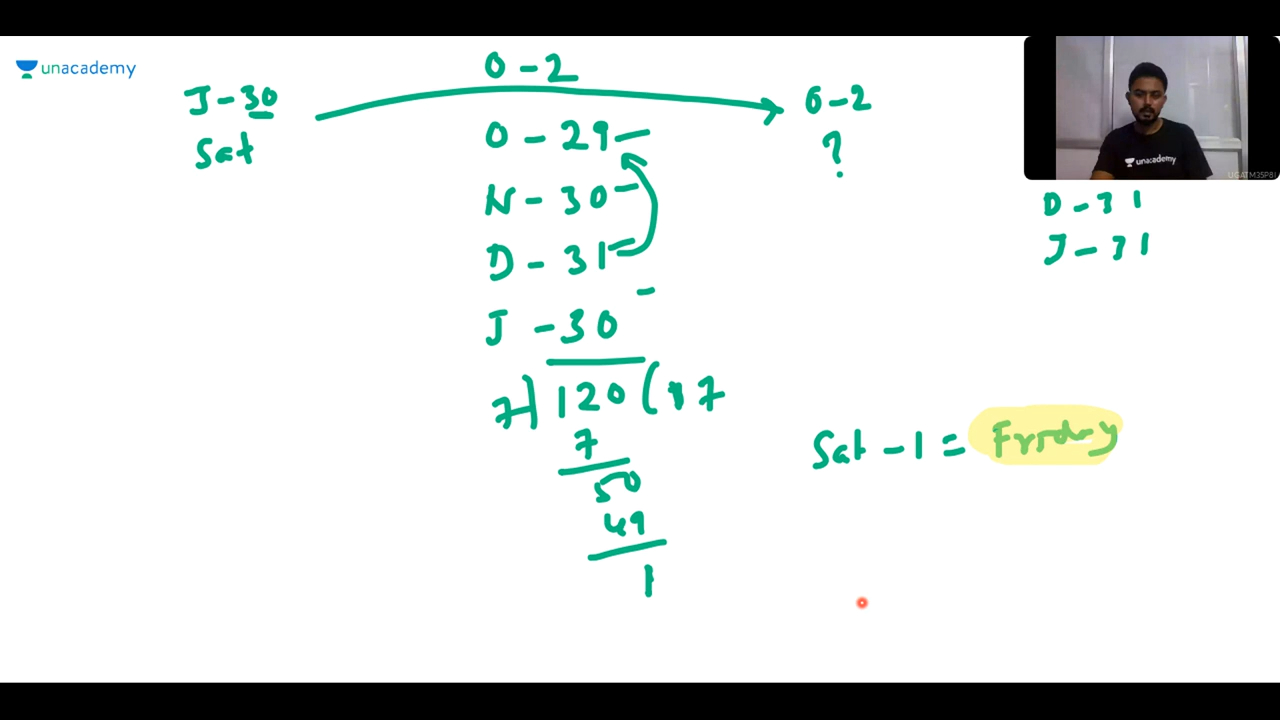 unacademy
O - 2
J - 30
O - 2
Sat
O - 29 -
?
N - 30 -
D - 31 -
J - 30
7) 120 (17
7
50
49
1
Sat - 1 = Friday
unacademy
D - 31
J - 31